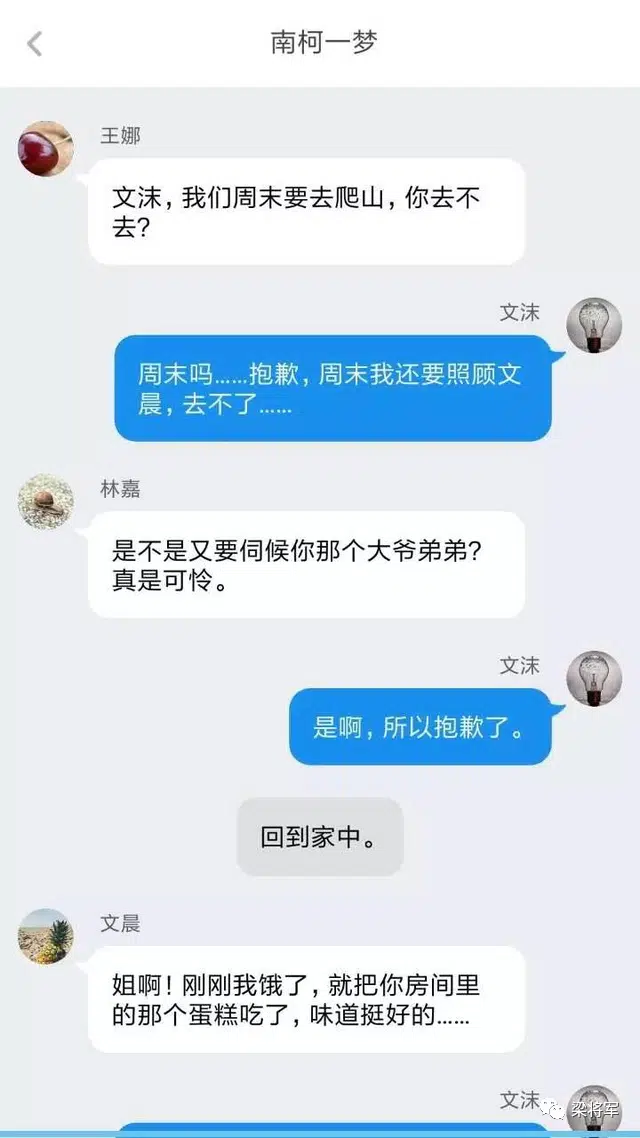 南柯一梦
王娜
文沫，我们周末要去爬山，你去不
去？
文沫
周末吗……抱歉，周末我还要照顾文
晨，去不了……
林嘉
是不是又要伺候你那个大爷弟弟？
真是可怜。
文沫
是啊，所以抱歉了。
回到家中。
文晨
姐啊！刚刚我饿了，就把你房间里
的那个蛋糕吃了，味道挺好的……
文沫
梁将军